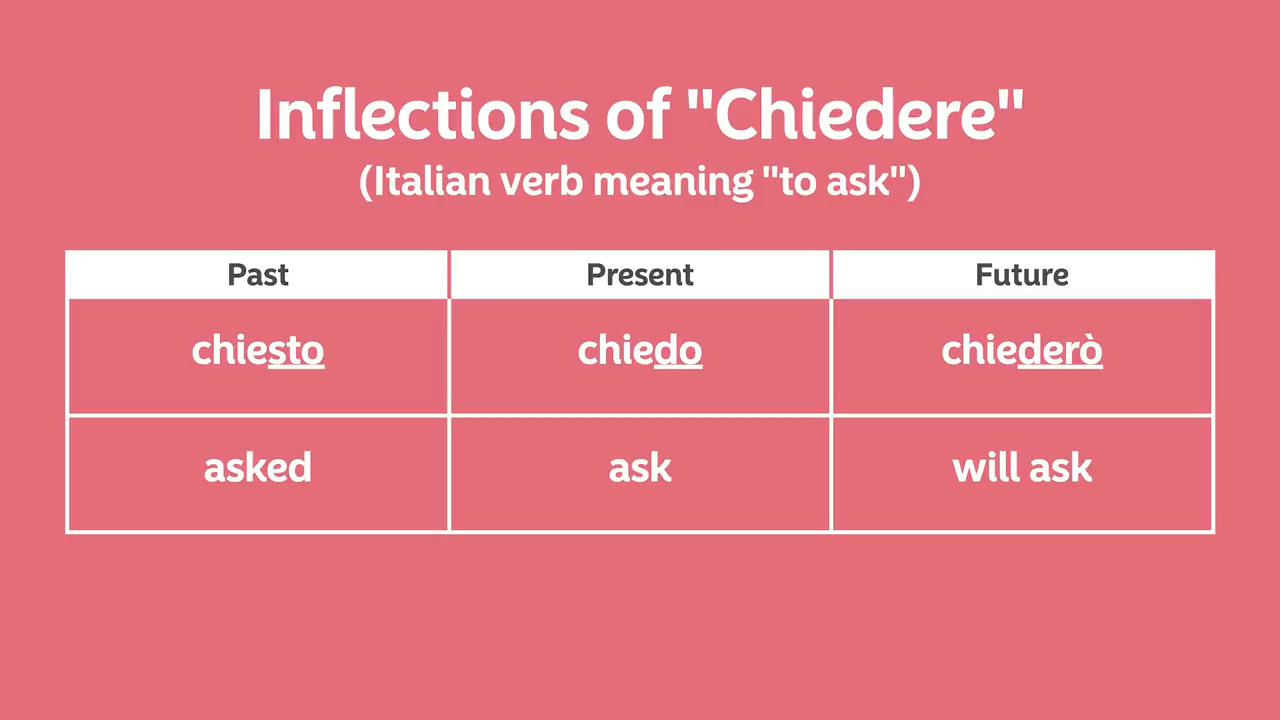 Inflections of "Chiedere"
(Italian verb meaning "to ask")
Past Present Future
chiesto chiedo chiederò
asked ask will ask